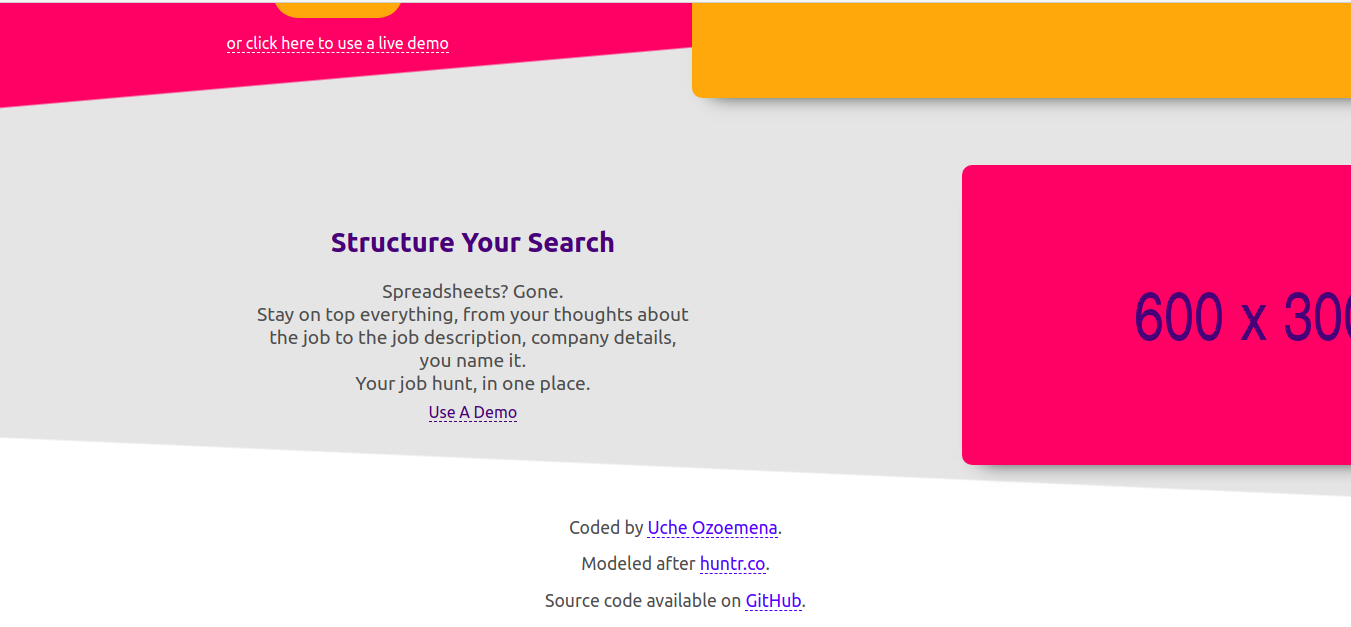 or click here to use a live demo
600 x 300
Structure Your Search
Spreadsheets? Gone.
Stay on top everything, from your thoughts about
the job to the job description, company details,
you name it.
Your job hunt, in one place.
Use A Demo
Coded by Uche Ozoemena.
Modeled after huntr.co.
Source code available on GitHub.